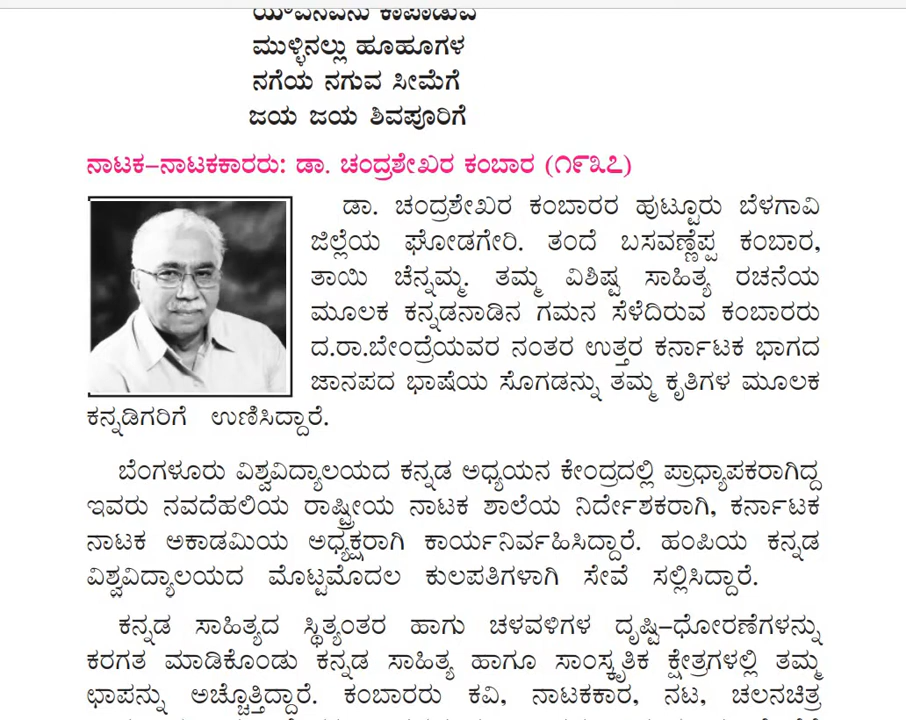 ಯೌವನವನು ಕಾಪಾಡುವ
ಮುಳ್ಳಿನಲ್ಲು ಹೂಹೂಗಳ
ನಗೆಯ ನಗುವ ಸೀಮೆಗೆ
ಜಯ ಜಯ ಶಿವಪೂರಿಗೆ
ನಾಟಕ–ನಾಟಕಕಾರರು: ಡಾ. ಚಂದ್ರಶೇಖರ ಕಂಬಾರ (೧೯೩೭)
ಡಾ. ಚಂದ್ರಶೇಖರ ಕಂಬಾರರ ಹುಟ್ಟೂರು ಬೆಳಗಾವಿ
ಜಿಲ್ಲೆಯ ಘೋಡಗೇರಿ. ತಂದೆ ಬಸವಣ್ಣೆಪ್ಪ ಕಂಬಾರ,
ತಾಯಿ ಚೆನ್ನಮ್ಮ. ತಮ್ಮ ವಿಶಿಷ್ಟ ಸಾಹಿತ್ಯ ರಚನೆಯ
ಮೂಲಕ ಕನ್ನಡನಾಡಿನ ಗಮನ ಸೆಳೆದಿರುವ ಕಂಬಾರರು
ದ.ರಾ.ಬೇಂದ್ರೆಯವರ ನಂತರ ಉತ್ತರ ಕರ್ನಾಟಕ ಭಾಗದ
ಜಾನಪದ ಭಾಷೆಯ ಸೊಗಡನ್ನು ತಮ್ಮ ಕೃತಿಗಳ ಮೂಲಕ
ಕನ್ನಡಿಗರಿಗೆ ಉಣಿಸಿದ್ದಾರೆ.
ಬೆಂಗಳೂರು ವಿಶ್ವವಿದ್ಯಾಲಯದ ಕನ್ನಡ ಅಧ್ಯಯನ ಕೇಂದ್ರದಲ್ಲಿ ಪ್ರಾಧ್ಯಾಪಕರಾಗಿದ್ದ
ಇವರು ನವದೆಹಲಿಯ ರಾಷ್ಟ್ರೀಯ ನಾಟಕ ಶಾಲೆಯ ನಿರ್ದೇಶಕರಾಗಿ, ಕರ್ನಾಟಕ
ನಾಟಕ ಅಕಾಡಮಿಯ ಅಧ್ಯಕ್ಷರಾಗಿ ಕಾರ್ಯನಿರ್ವಹಿಸಿದ್ದಾರೆ. ಹಂಪಿಯ ಕನ್ನಡ
ವಿಶ್ವವಿದ್ಯಾಲಯದ ಮೊಟ್ಟಮೊದಲ ಕುಲಪತಿಗಳಾಗಿ ಸೇವೆ ಸಲ್ಲಿಸಿದ್ದಾರೆ.
ಕನ್ನಡ ಸಾಹಿತ್ಯದ ಸ್ಥಿತ್ಯಂತರ ಹಾಗು ಚಳವಳಿಗಳ ದೃಷ್ಟಿ–ಧೋರಣೆಗಳನ್ನು
ಕರಗತ ಮಾಡಿಕೊಂಡು ಕನ್ನಡ ಸಾಹಿತ್ಯ ಹಾಗೂ ಸಾಂಸ್ಕೃತಿಕ ಕ್ಷೇತ್ರಗಳಲ್ಲಿ ತಮ್ಮ
ಛಾಪನ್ನು ಅಚ್ಚೊತ್ತಿದ್ದಾರೆ. ಕಂಬಾರರು ಕವಿ, ನಾಟಕಕಾರ, ನಟ, ಚಲನಚಿತ್ರ